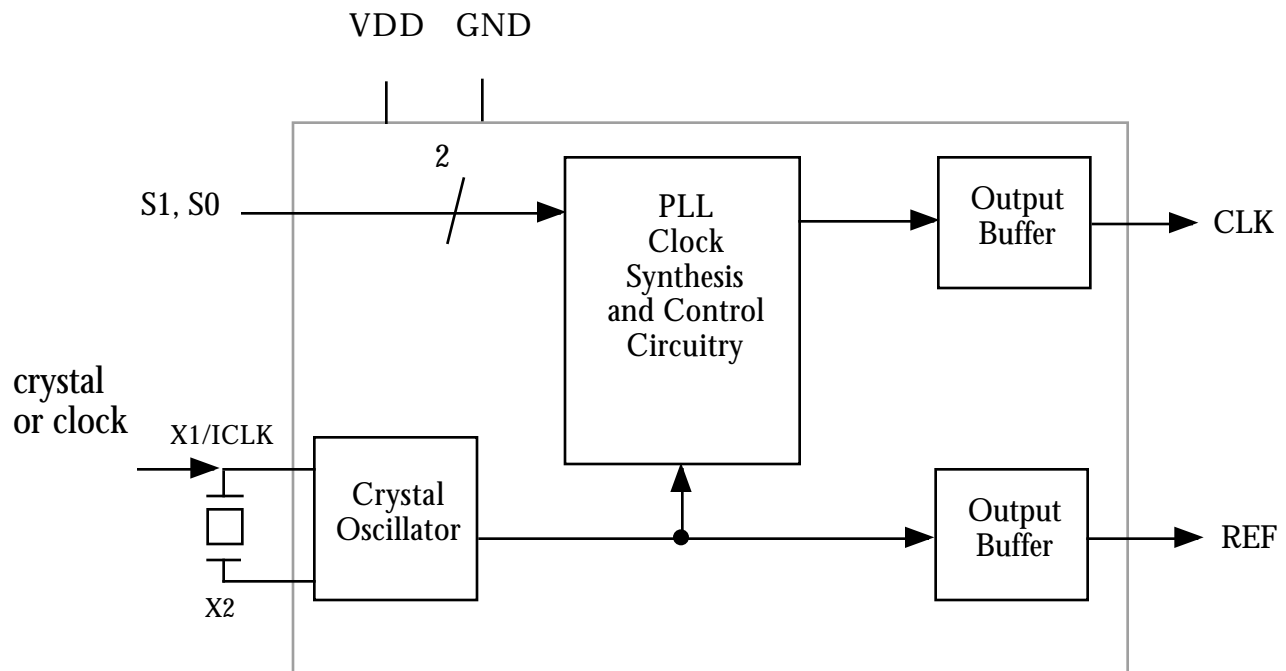 VDD GND
2
S1, S0
PLL
Clock
Synthesis
and Control
Circuitry
Output
Buffer
CLK
crystal
or clock
X1/ICLK
Crystal
Oscillator
X2
Output
Buffer
REF